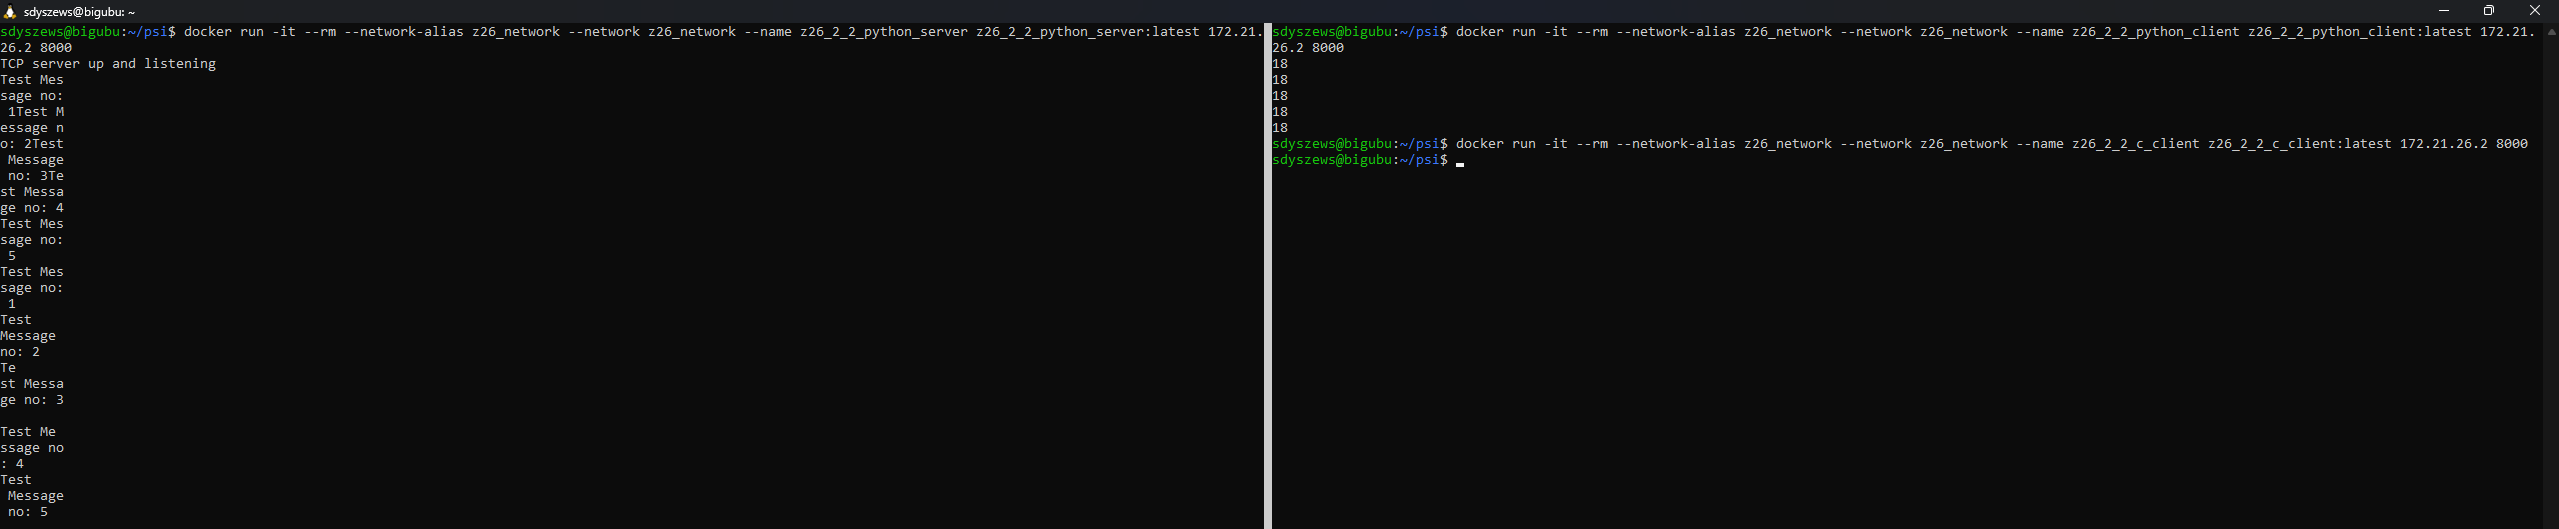 sdyszews@bigubu: ~
sdyszews@bigubu:~/psi$ docker run -it --rm --network-alias z26_network --network z26_network --name z26_2_2_python_server z26_2_2_python_server:latest 172.21.
26.2 8000
TCP server up and listening
Test Mes
sage no:
 1Test M
essage n
o: 2Test
 Message
 no: 3Te
st Messa
ge no: 4
Test Mes
sage no:
 5
Test Mes
sage no:
 1
Test
Message
no: 2
Te
st Messa
ge no: 3

Test Me
ssage no
: 4
Test
 Message
 no: 5
sdyszews@bigubu:~/psi$ docker run -it --rm --network-alias z26_network --network z26_network --name z26_2_2_python_client z26_2_2_python_client:latest 172.21.
26.2 8000
18
18
18
18
18
sdyszews@bigubu:~/psi$ docker run -it --rm --network-alias z26_network --network z26_network --name z26_2_2_c_client z26_2_2_c_client:latest 172.21.26.2 8000
sdyszews@bigubu:~/psi$